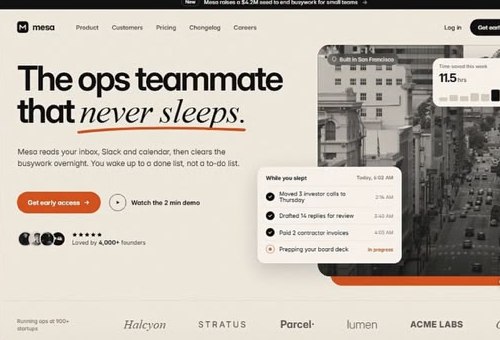 New Mesa raises a $4.2M seed to end busywork for small teams →
mesa Product Customers Pricing Changelog Careers Log in Get earl
The ops teammate
that never sleeps.
Mesa reads your inbox, Slack and calendar, then clears the
busywork overnight. You wake up to a done list, not a to-do list.
Get early access → Watch the 2 min demo
★★★★★
Loved by 4,000+ founders
Built in San Francisco
Time saved this week
11.5 hrs
While you slept Today, 6:02 AM
Moved 3 investor calls to
Thursday 2:14 AM
Drafted 14 replies for review 3:40 AM
Paid 2 contractor invoices 4:05 AM
Prepping your board deck In progress
Running ops at 900+
startups
Halcyon STRATUS Parcel· lumen ACME LABS